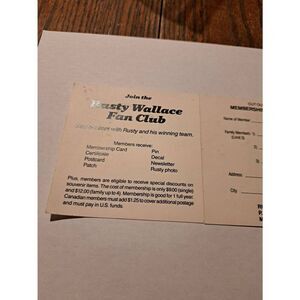 Join the
Rusty Wallace
Fan Club
with Rusty and his winning team.
Members receive:
Membership Card Pin
Certificate Decal
Postcard Newsletter
Patch Rusty photo
Plus, members are eligible to receive special discounts on
souvenir items. The cost of membership is only $9.00 (single)
and $12.00 (family up to 4). Membership is good for 1 full year.
Canadian members must add $1.25 to cover additional postage
and must pay in U.S. funds.
MEMBERSHIP
Name of Member
Family Members 1)
2)
3)
Address
City